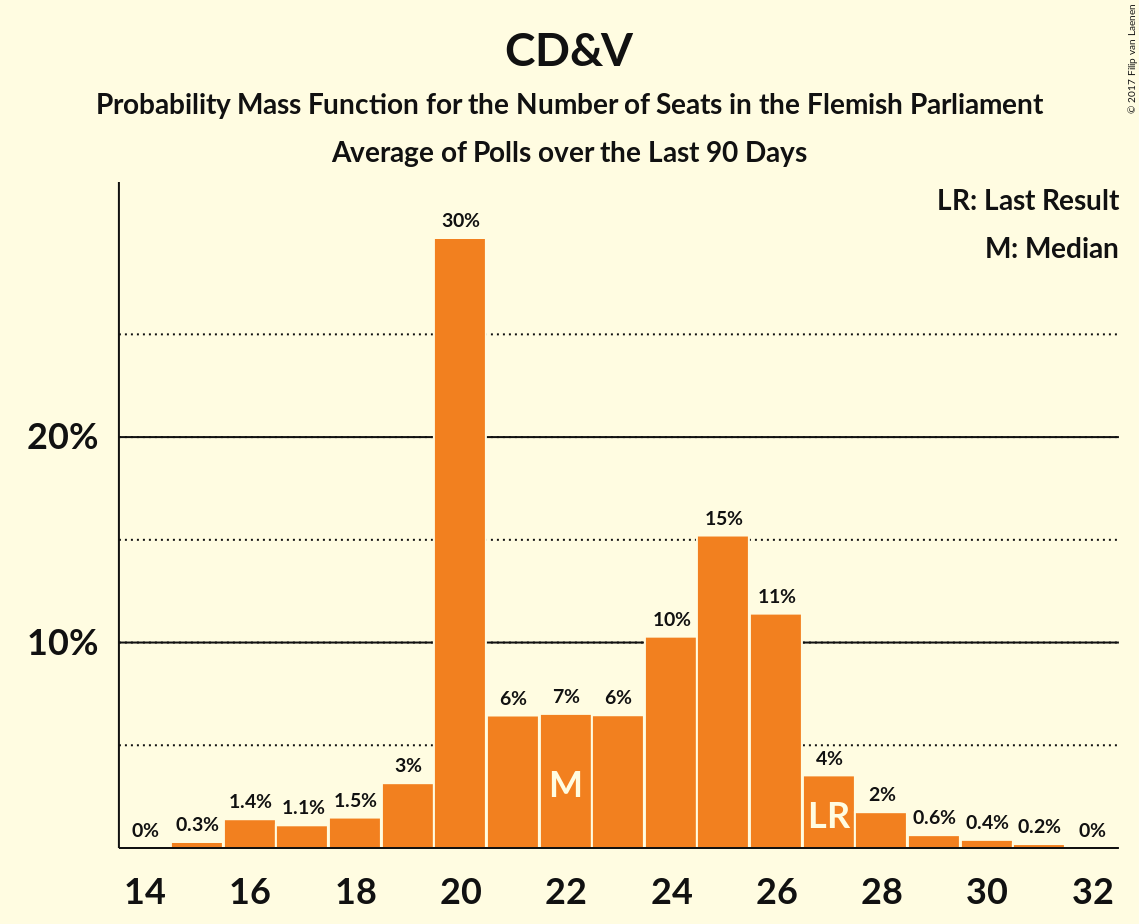 CD&V
Probability Mass Function for the Number of Seats in the Flemish Parliament
Average of Polls over the Last 90 Days
© 2017 Filip van Laenen
LR: Last Result
M: Median
20%
10%
0%
0.3%
1.4%
1.1%
1.5%
3%
30%
6%
7%
6%
10%
15%
11%
4%
2%
0.6%
0.4%
0.2%
0%
M
LR
14 16 18 20 22 24 26 28 30 32